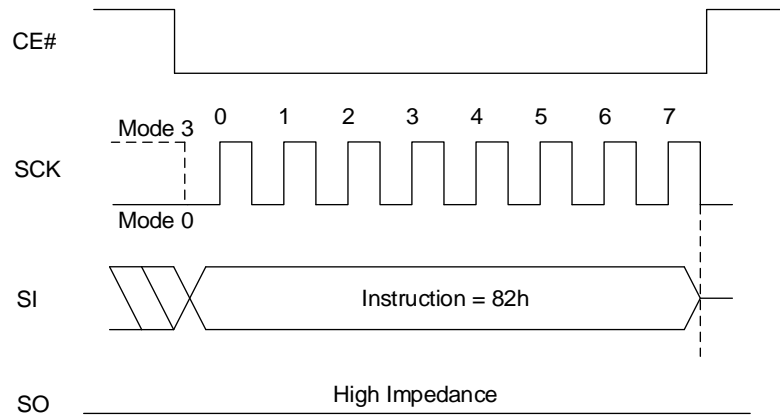 CE#
0 1 2 3 4 5 6 7
Mode 3
SCK
Mode 0
SI
Instruction = 82h
High Impedance
SO